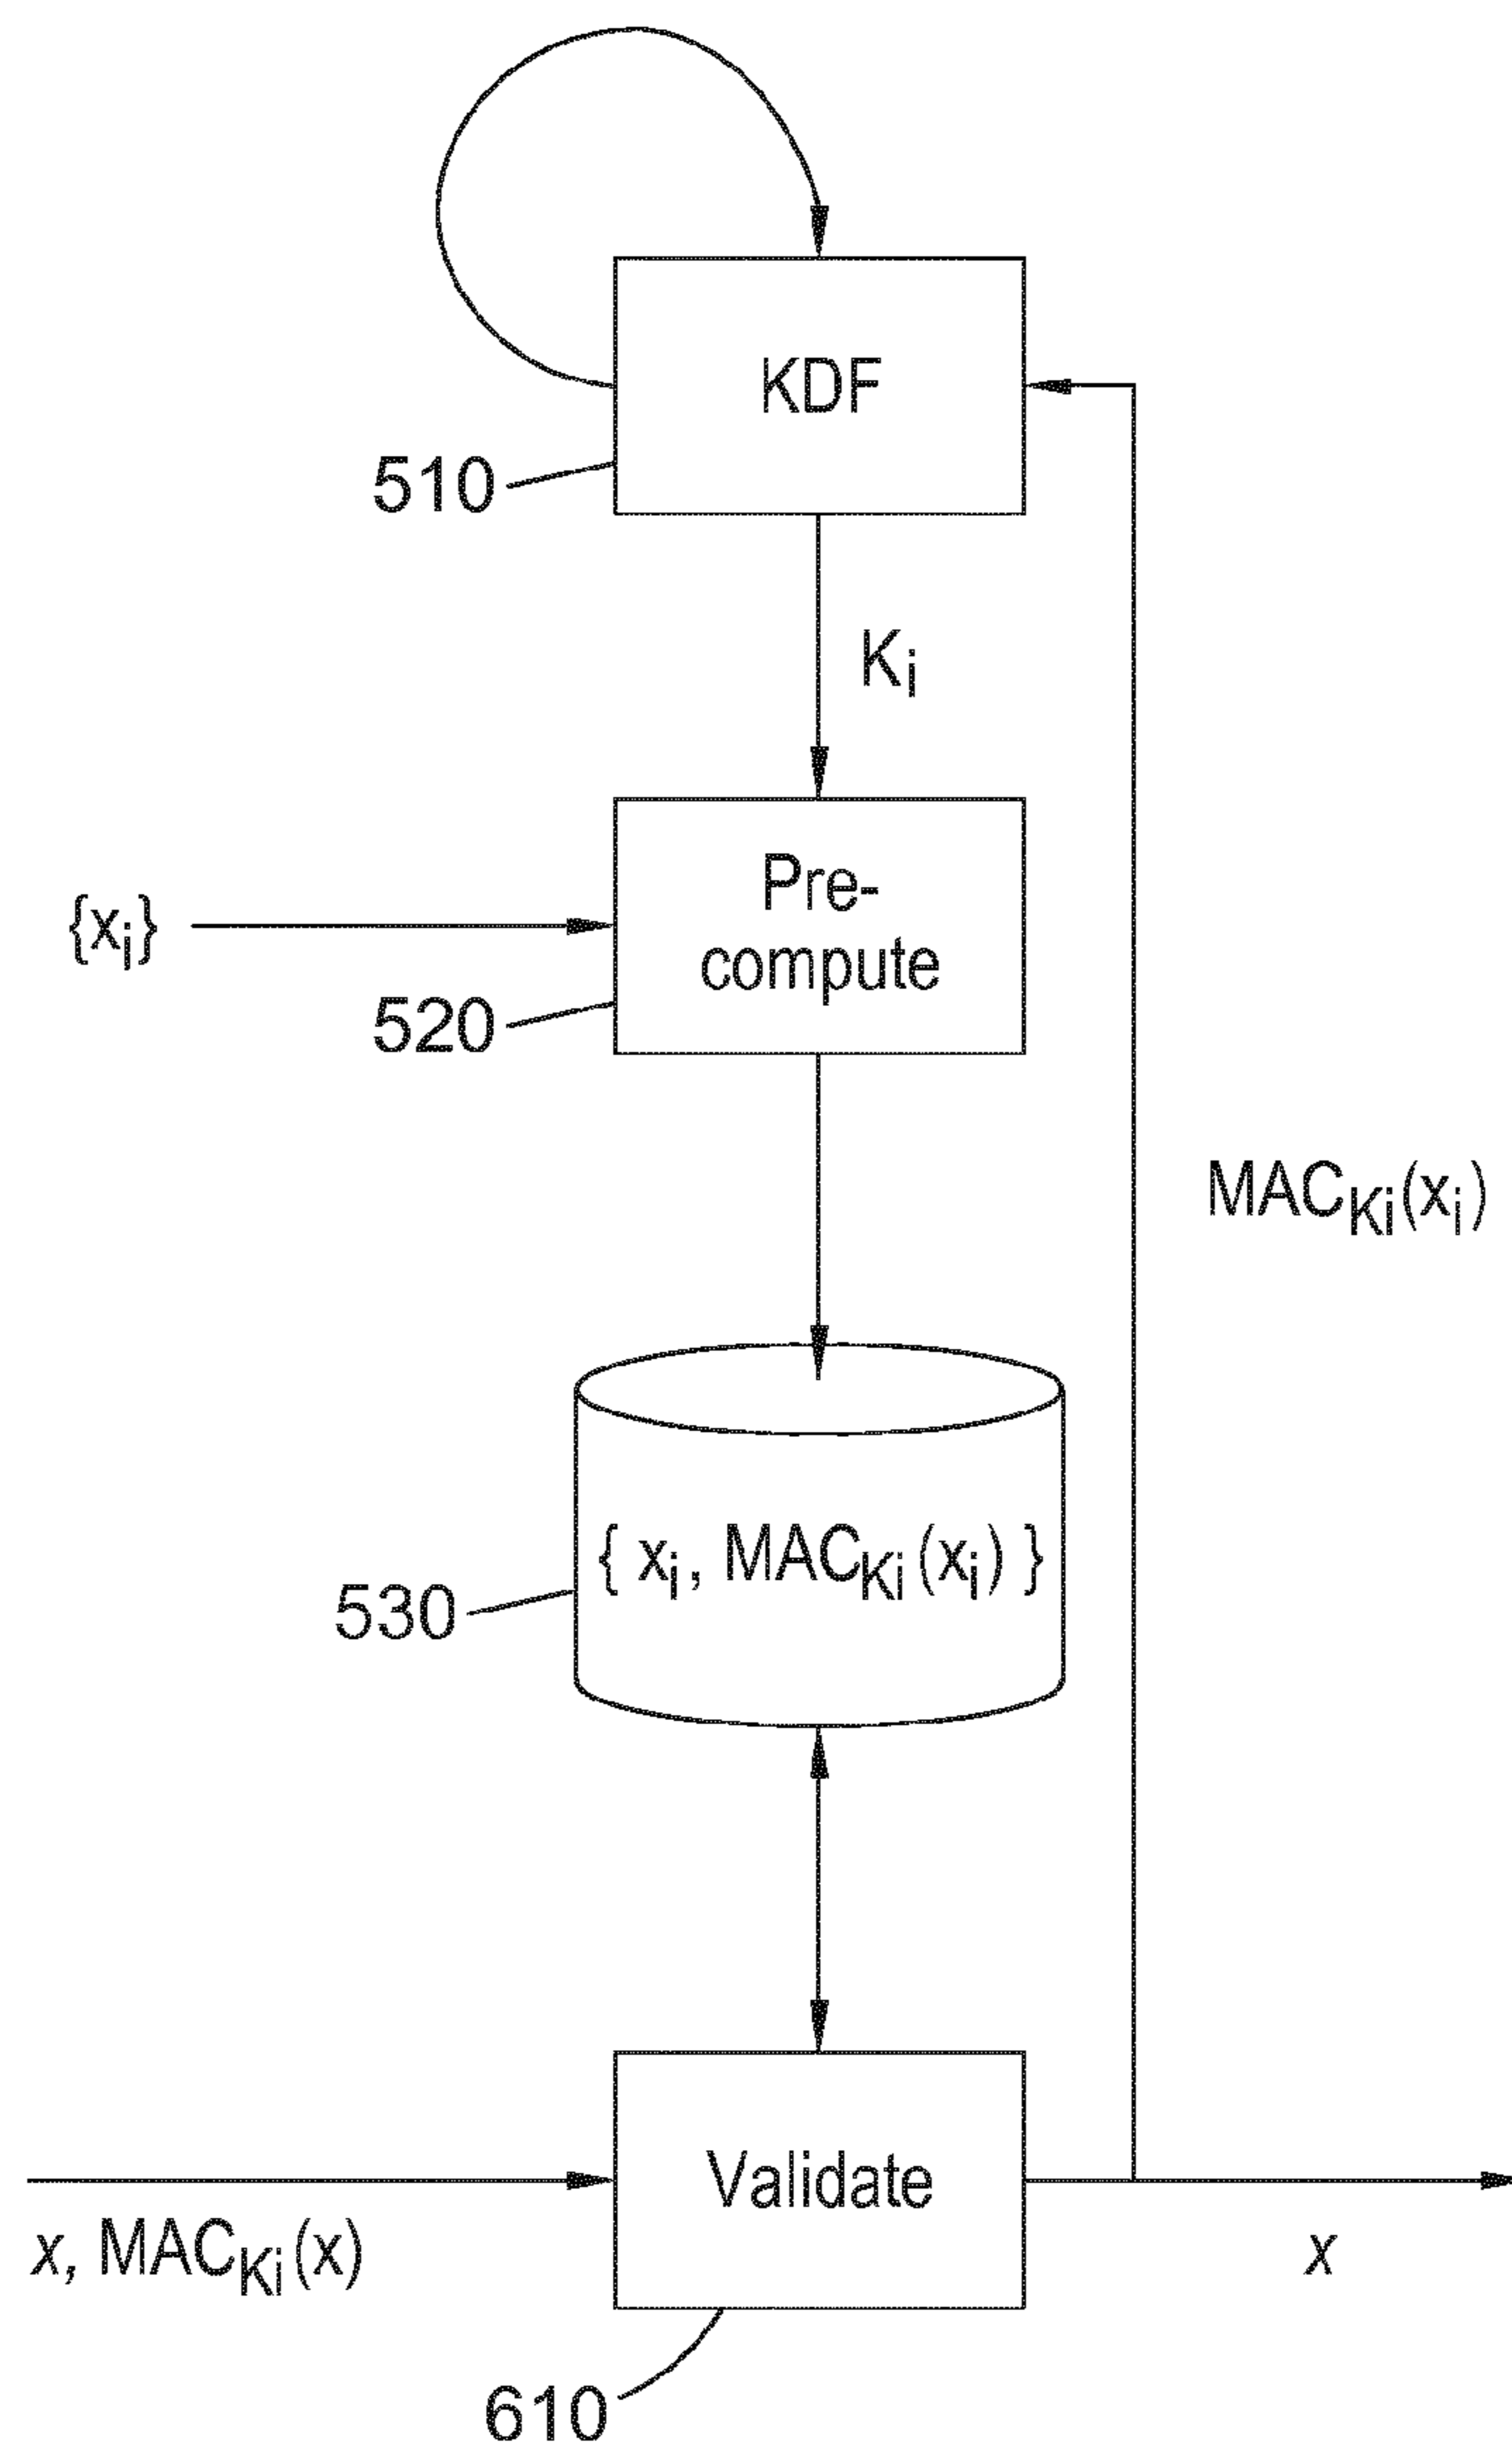 KDF
510
Ki
Pre-
compute
{xi}
520
MACKi(xi)
{ xi, MACKi(xi) }
530
Validate
x, MACKi(x)
x
610